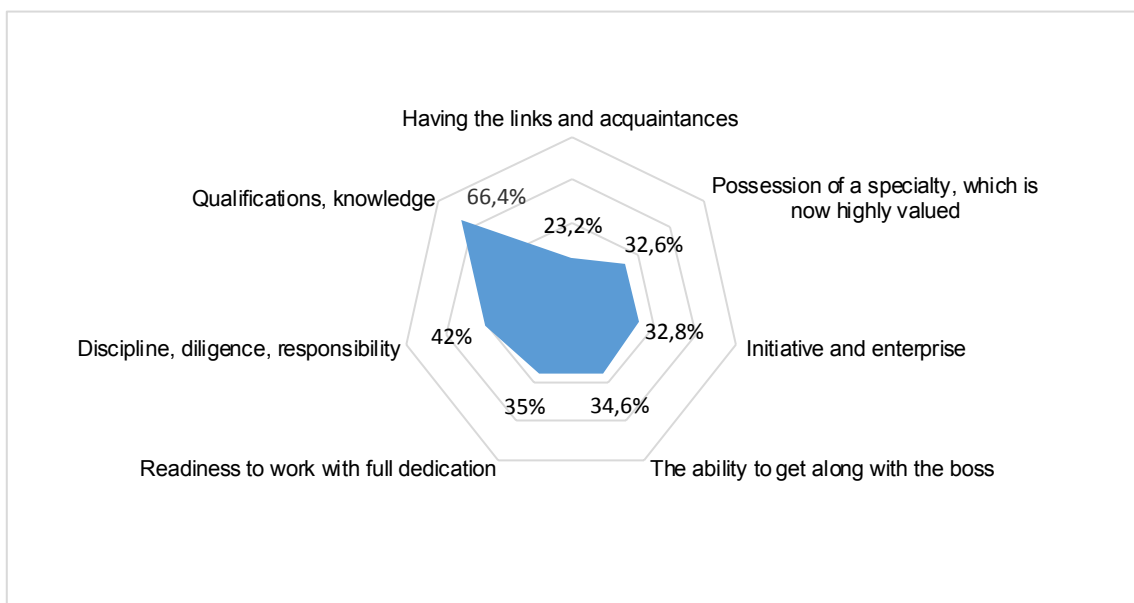 Having the links and acquaintances
Qualifications, knowledge
66,4%
Possession of a specialty, which is
now highly valued
23,2%
32,6%
Discipline, diligence, responsibility
42%
32,8%
Initiative and enterprise
35%
34,6%
Readiness to work with full dedication
The ability to get along with the boss